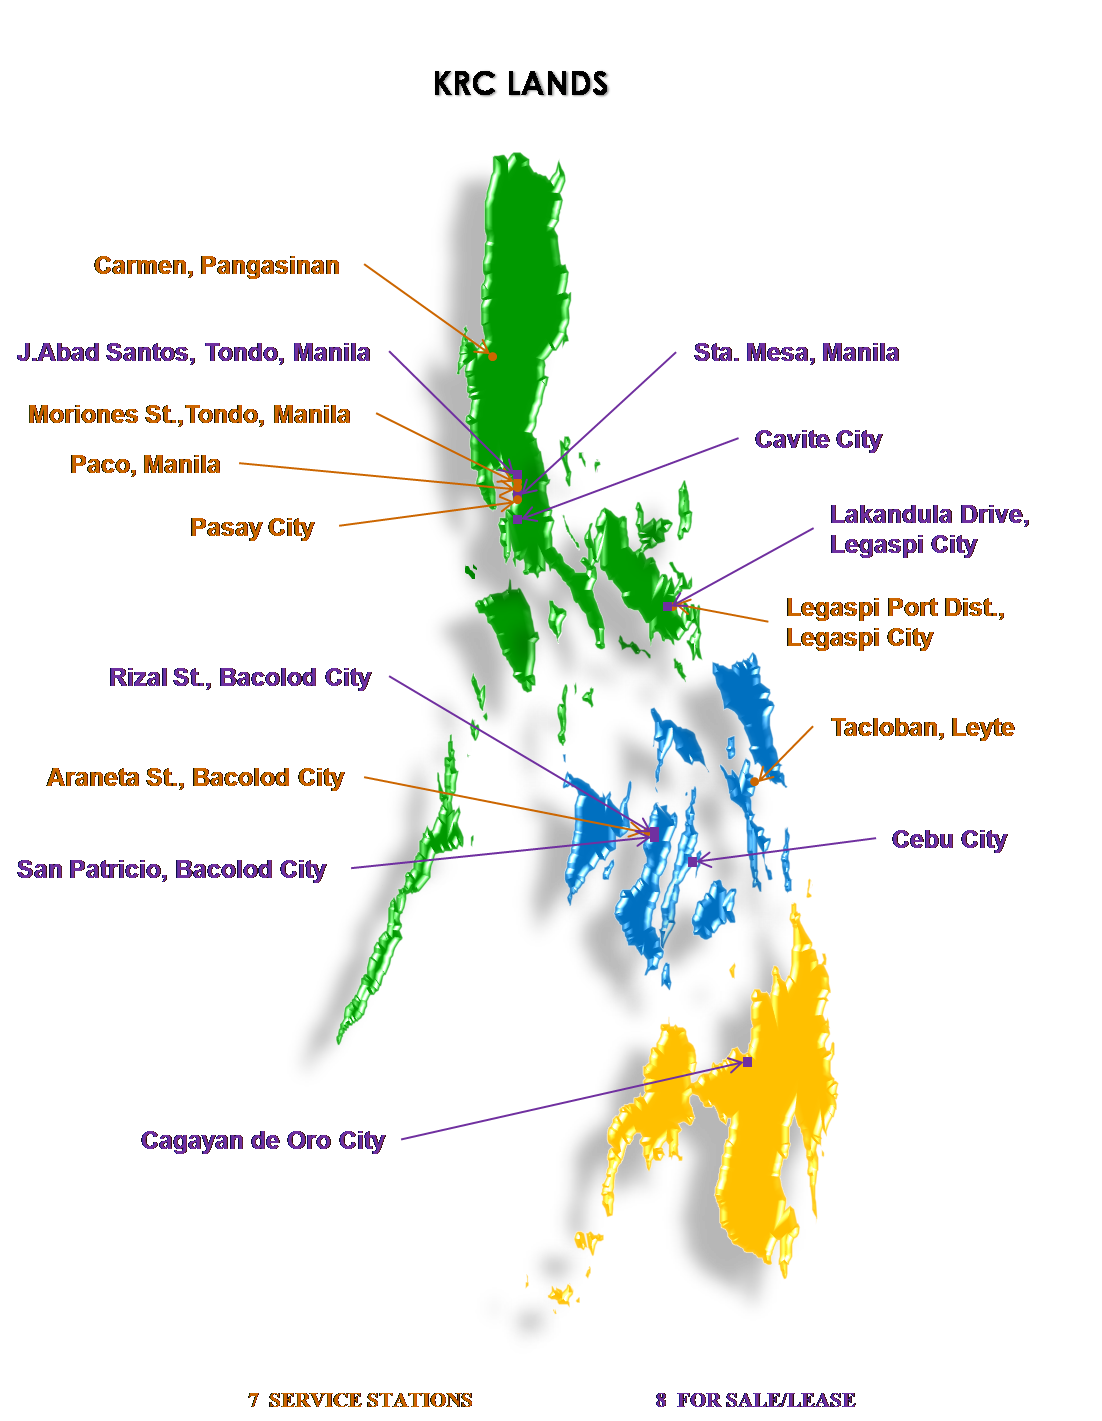 KRC LANDS
Carmen, Pangasinan
J.Abad Santos, Tondo, Manila
Sta. Mesa, Manila
Moriones St.,Tondo, Manila
Cavite City
Paco, Manila
Pasay City
Lakandula Drive,
Legaspi City
Legaspi Port Dist.,
Legaspi City
Rizal St., Bacolod City
Tacloban, Leyte
Araneta St., Bacolod City
Cebu City
San Patricio, Bacolod City
Cagayan de Oro City
7 SERVICE STATIONS
8 FOR SALE/LEASE